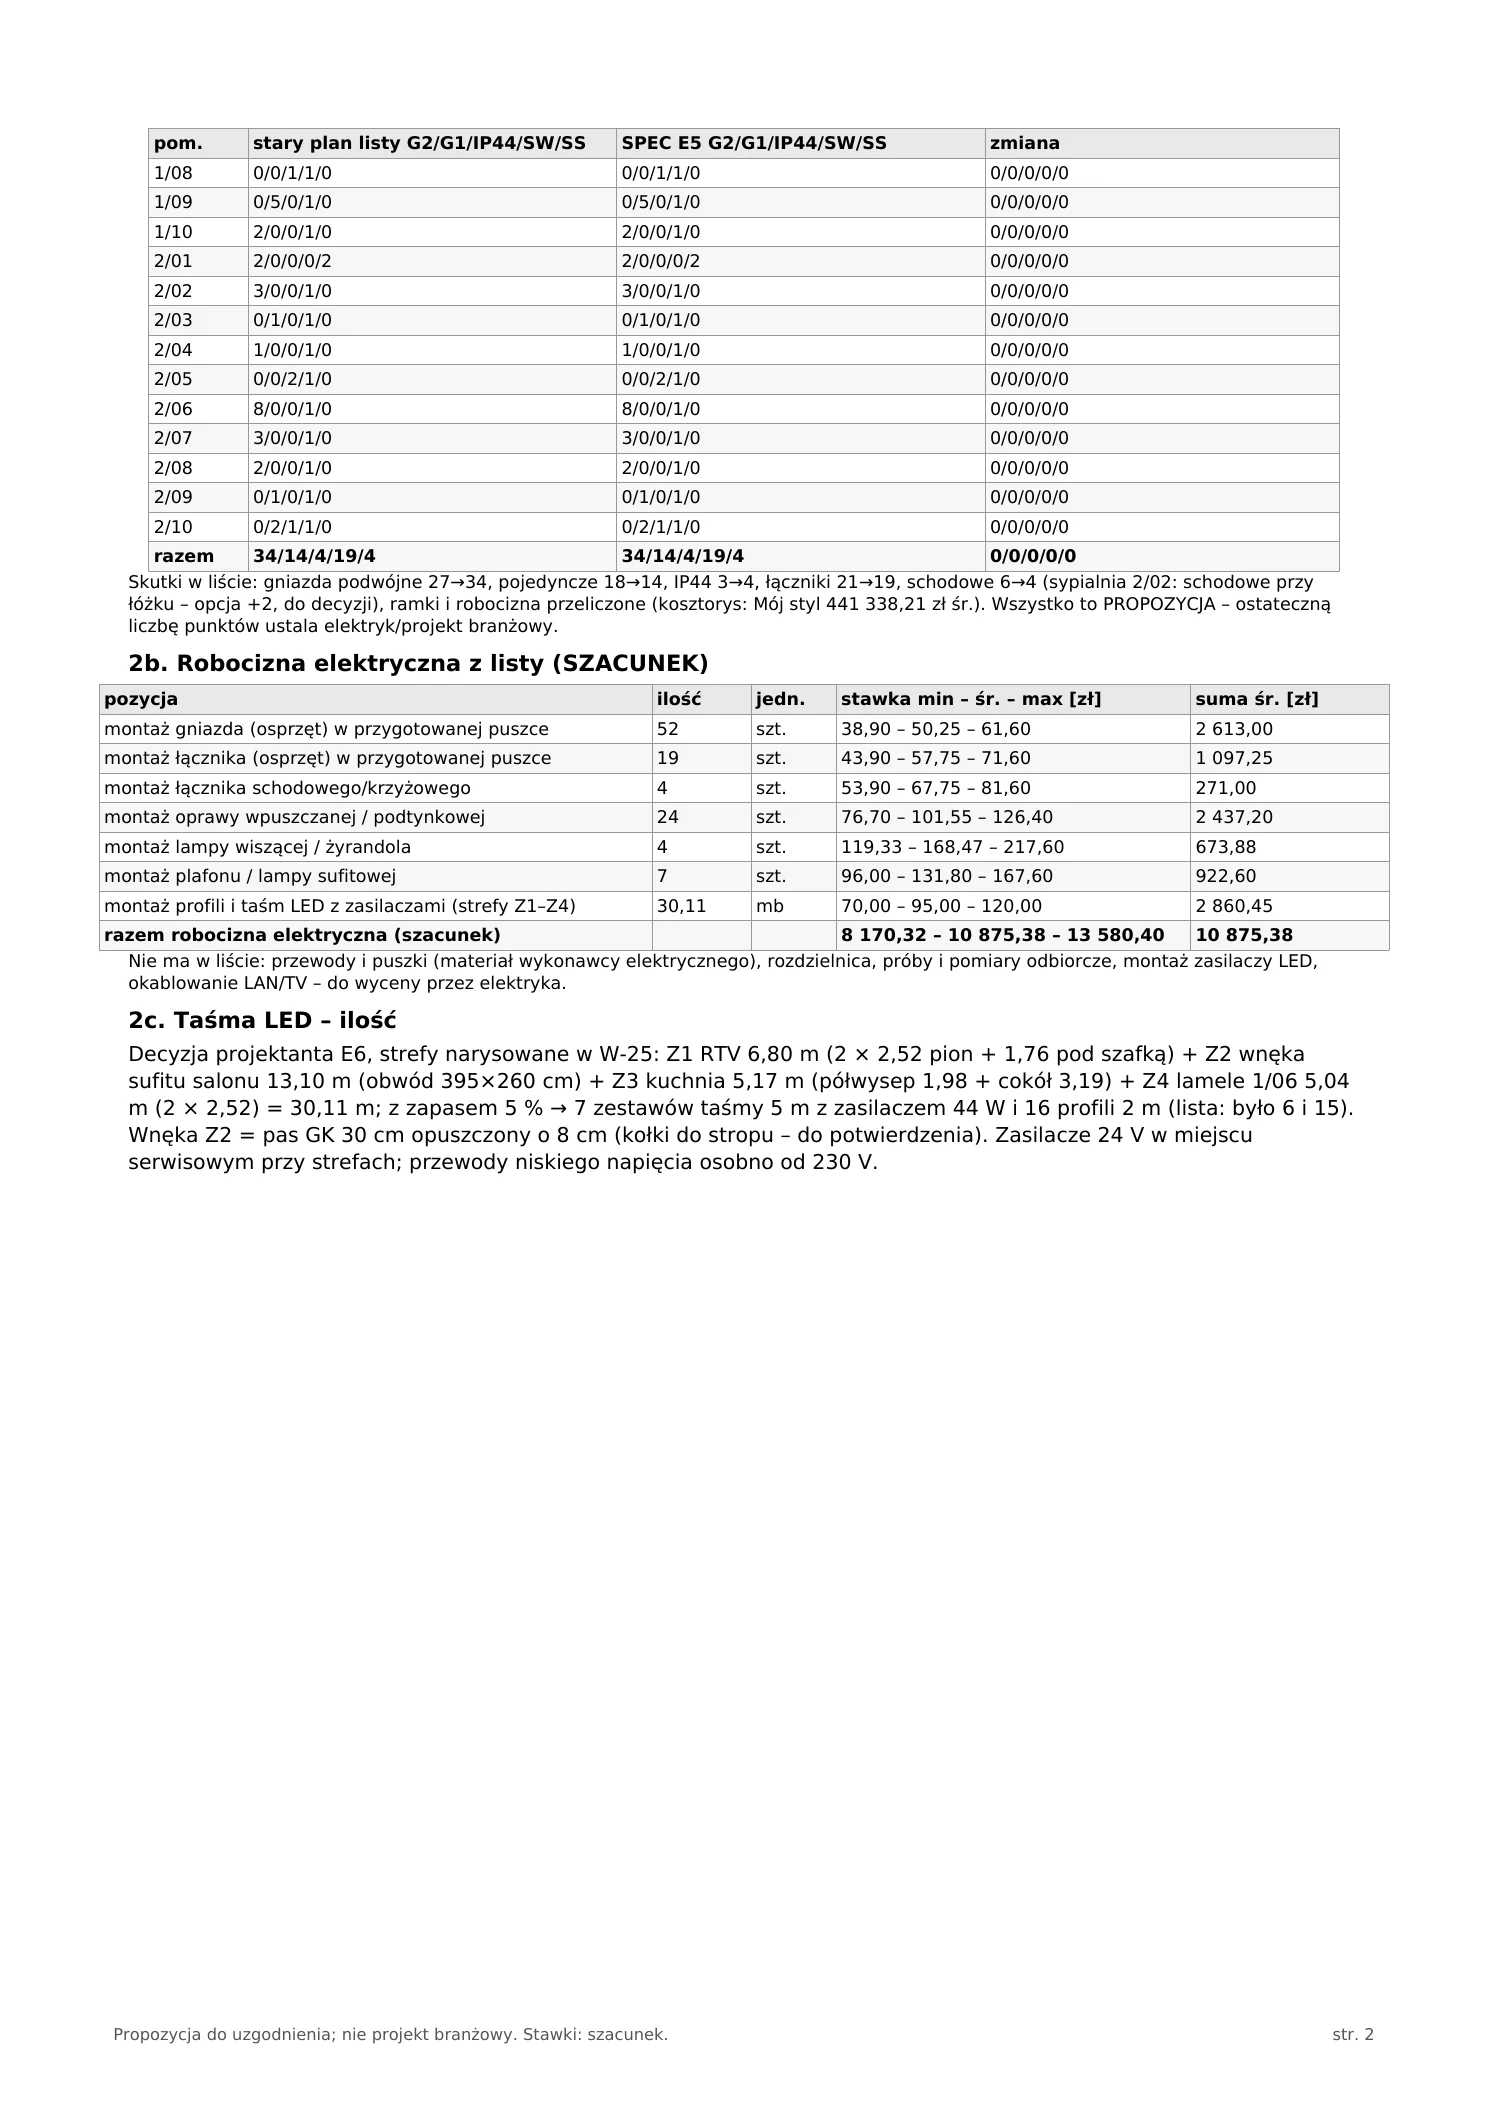 pom. stary plan listy G2/G1/IP44/SW/SS SPEC E5 G2/G1/IP44/SW/SS zmiana
1/08 0/0/1/1/0 0/0/1/1/0 0/0/0/0/0
1/09 0/5/0/1/0 0/5/0/1/0 0/0/0/0/0
1/10 2/0/0/1/0 2/0/0/1/0 0/0/0/0/0
2/01 2/0/0/0/2 2/0/0/0/2 0/0/0/0/0
2/02 3/0/0/1/0 3/0/0/1/0 0/0/0/0/0
2/03 0/1/0/1/0 0/1/0/1/0 0/0/0/0/0
2/04 1/0/0/1/0 1/0/0/1/0 0/0/0/0/0
2/05 0/0/2/1/0 0/0/2/1/0 0/0/0/0/0
2/06 8/0/0/1/0 8/0/0/1/0 0/0/0/0/0
2/07 3/0/0/1/0 3/0/0/1/0 0/0/0/0/0
2/08 2/0/0/1/0 2/0/0/1/0 0/0/0/0/0
2/09 0/1/0/1/0 0/1/0/1/0 0/0/0/0/0
2/10 0/2/1/1/0 0/2/1/1/0 0/0/0/0/0
razem 34/14/4/19/4 34/14/4/19/4 0/0/0/0/0
Skutki w liście: gniazda podwójne 27→34, pojedyncze 18→14, IP44 3→4, łączniki 21→19, schodowe 6→4 (sypialnia 2/02: schodowe przy
łóżku – opcja +2, do decyzji), ramki i robocizna przeliczone (kosztorys: Mój styl 441 338,21 zł śr.). Wszystko to PROPOZYCJA – ostateczną
liczbę punktów ustala elektryk/projekt branżowy.
2b. Robocizna elektryczna z listy (SZACUNEK)
pozycja ilość jedn. stawka min – śr. – max [zł] suma śr. [zł]
montaż gniazda (osprzęt) w przygotowanej puszce 52 szt. 38,90 – 50,25 – 61,60 2 613,00
montaż łącznika (osprzęt) w przygotowanej puszce 19 szt. 43,90 – 57,75 – 71,60 1 097,25
montaż łącznika schodowego/krzyżowego 4 szt. 53,90 – 67,75 – 81,60 271,00
montaż oprawy wpuszczanej / podtynkowej 24 szt. 76,70 – 101,55 – 126,40 2 437,20
montaż lampy wiszącej / żyrandola 4 szt. 119,33 – 168,47 – 217,60 673,88
montaż plafonu / lampy sufitowej 7 szt. 96,00 – 131,80 – 167,60 922,60
montaż profili i taśm LED z zasilaczami (strefy Z1–Z4) 30,11 mb 70,00 – 95,00 – 120,00 2 860,45
razem robocizna elektryczna (szacunek) 8 170,32 – 10 875,38 – 13 580,40 10 875,38
Nie ma w liście: przewody i puszki (materiał wykonawcy elektrycznego), rozdzielnica, próby i pomiary odbiorcze, montaż zasilaczy LED,
okablowanie LAN/TV – do wyceny przez elektryka.
2c. Taśma LED – ilość
Decyzja projektanta E6, strefy narysowane w W-25: Z1 RTV 6,80 m (2 × 2,52 pion + 1,76 pod szafką) + Z2 wnęka
sufitu salonu 13,10 m (obwód 395×260 cm) + Z3 kuchnia 5,17 m (półwysep 1,98 + cokół 3,19) + Z4 lamele 1/06 5,04
m (2 × 2,52) = 30,11 m; z zapasem 5 % → 7 zestawów taśmy 5 m z zasilaczem 44 W i 16 profili 2 m (lista: było 6 i 15).
Wnęka Z2 = pas GK 30 cm opuszczony o 8 cm (kołki do stropu – do potwierdzenia). Zasilacze 24 V w miejscu
serwisowym przy strefach; przewody niskiego napięcia osobno od 230 V.
Propozycja do uzgodnienia; nie projekt branżowy. Stawki: szacunek. str. 2